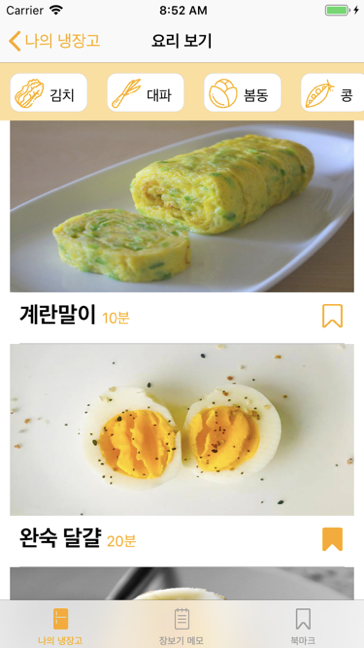 Carrier 8:52 AM
나의 냉장고 요리 보기
김치 대파 봄동 콩
계란말이 10분
완숙 달걀 20분
나의 냉장고 장보기 메모 북마크